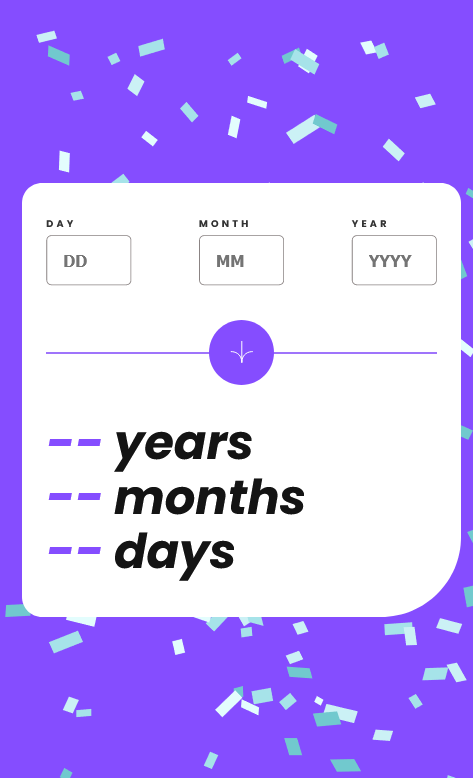 DAY MONTH YEAR
DD MM YYYY
-- years
-- months
-- days